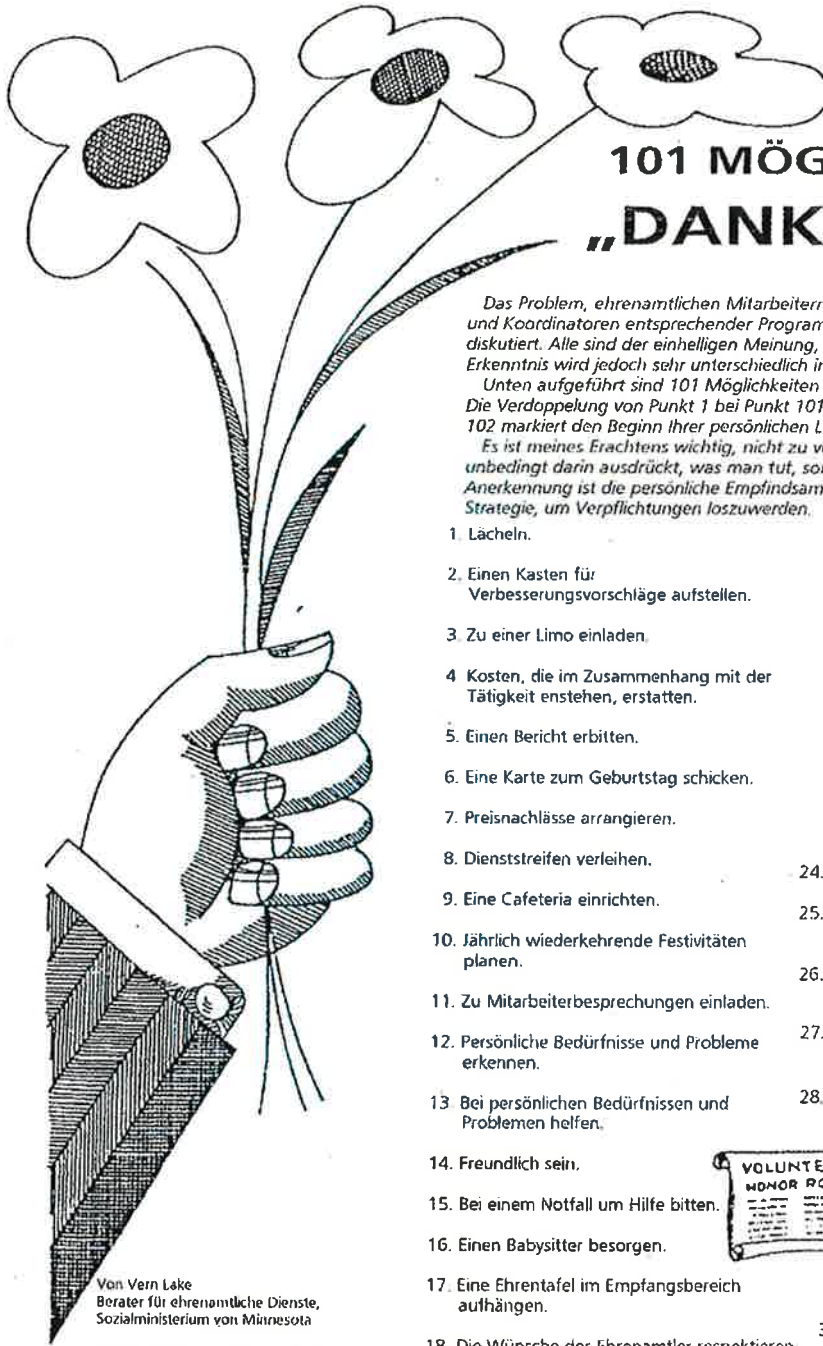 101 MÖG
„DANK
Das Problem, ehrenamtlichen
und Koordinatoren entsprechender
diskutiert. Alle sind der einhelligen Meinung,
Erkenntnis wird jedoch sehr unterschiedlich
Unten aufgeführt sind 101 Möglichkeiten
Die Verdoppelung von Punkt 1 bei Punkt 101
102 markiert den Beginn Ihrer persönlichen
Es ist meines Erachtens wichtig, nicht zu
unbedingt darin ausdrückt, was man tut,
Anerkennung ist die persönliche
Strategie, um Verpflichtungen loszuwerden.
1. Lächeln.
2. Einen Kasten für
Verbesserungsvorschläge aufstellen.
3. Zu einer Limo einladen.
4 Kosten, die im Zusammenhang mit der
Tätigkeit enstehen, erstatten.
5. Einen Bericht erbitten.
6. Eine Karte zum Geburtstag schicken.
7. Preisnachlässe arrangieren.
8. Dienststreifen verleihen.
9. Eine Cafeteria einrichten.
10. Jährlich wiederkehrende Festivitäten
planen.
11. Zu Mitarbeiterbesprechungen einladen.
12. Persönliche Bedürfnisse und Probleme
erkennen.
13. Bei persönlichen Bedürfnissen und
Problemen helfen.
14. Freundlich sein.
15. Bei einem Notfall um Hilfe bitten.
16. Einen Babysitter besorgen.
17. Eine Ehrentafel im Empfangsbereich
aufhängen.
18. Die Wünsche der Ehrenamtler respektieren.
24.
25.
26.
27.
28.
VOLUNTE
HONOR RO
3
Von Vern Lake
Berater für ehrenamtliche Dienste,
Sozialministerium von Minnesota